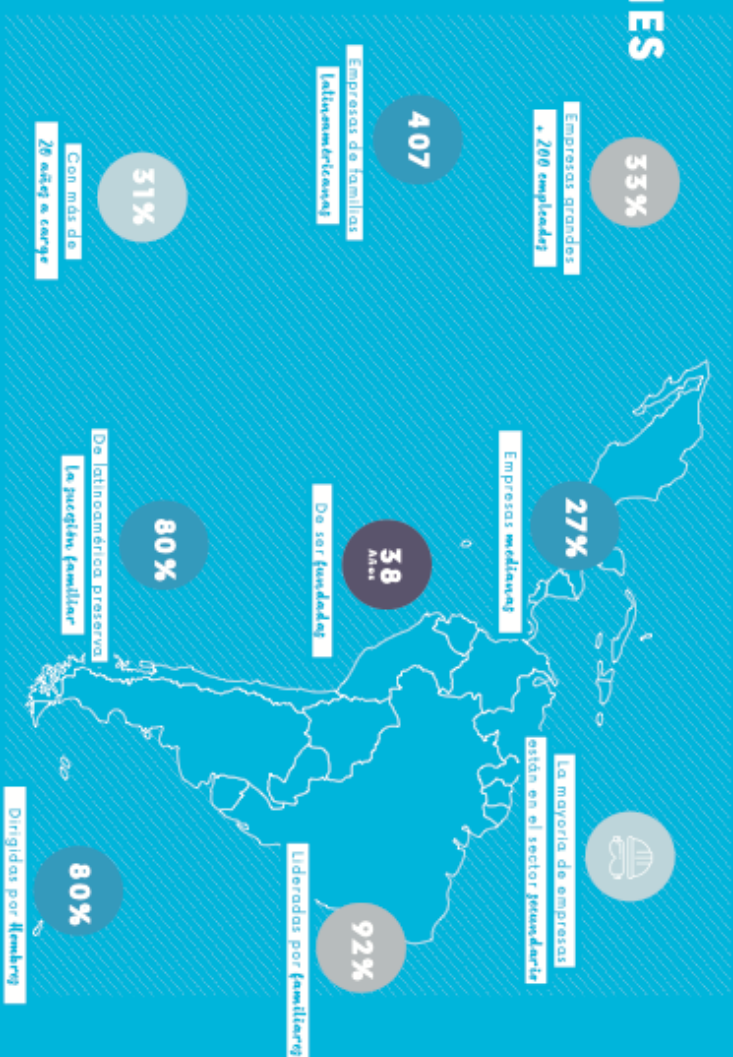 ES
33%
Empresas grandes
+ 200 empleados
27%
Empresas medianas
La mayoría de empresas
están en el sector secundario
407
Empresas de familias
latinoaméricanas
38
Años
De ser fundadas
92%
Lideradas por familiares
31%
Con más de
20 años a cargo
80%
De latinoamérica preserva
la sucesión familiar
80%
Dirigidas por Hombres